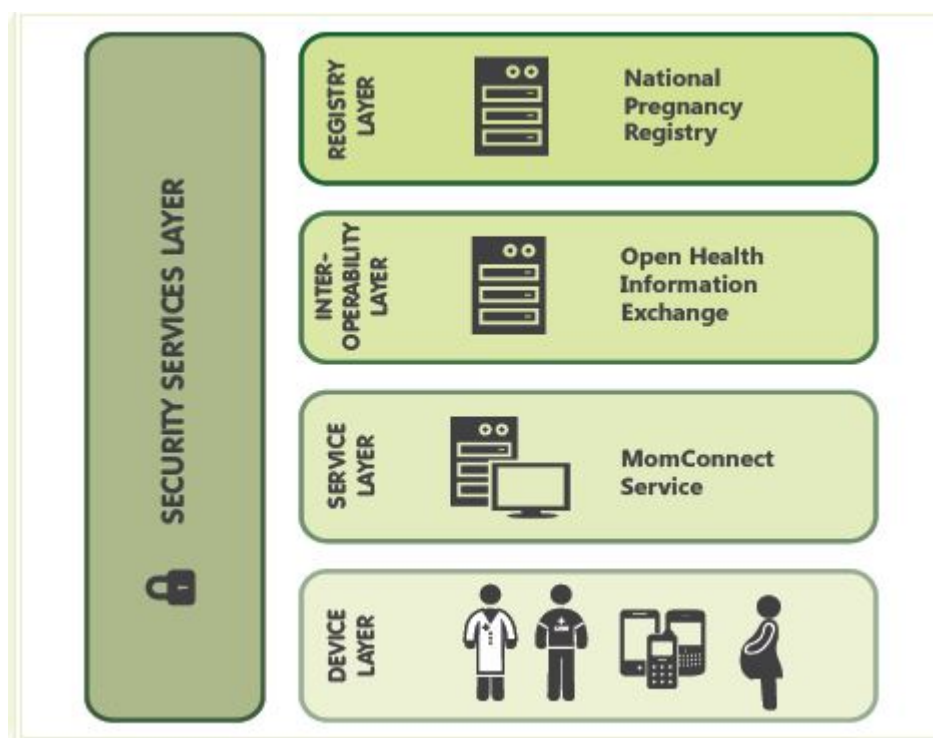 SECURITY SERVICES LAYER
REGISTRY
LAYER
National
Pregnancy
Registry
INTER-
OPERABILITY
LAYER
Open Health
Information
Exchange
SERVICE
LAYER
MomConnect
Service
DEVICE
LAYER